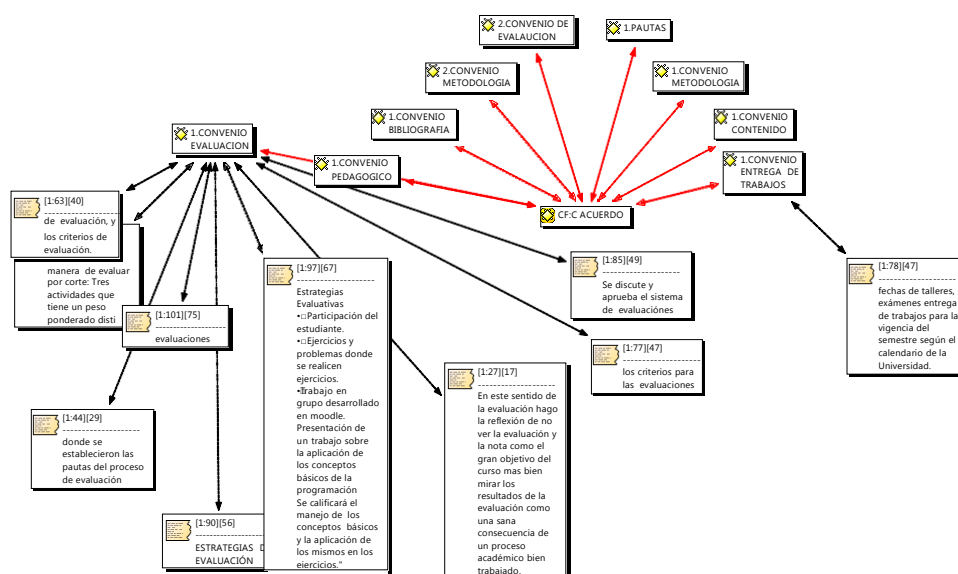 2.CONVENIO DE
EVALAUCION
1.PAUTAS
2.CONVENIO
METODOLOGIA
1.CONVENIO
METODOLOGIA
1.CONVENIO
BIBLIOGRAFIA
1.CONVENIO
CONTENIDO
1.CONVENIO
EVALUACION
1.CONVENIO
PEDAGOGICO
1.CONVENIO
ENTREGA DE
TRABAJOS
CF:C ACUERDO
[1:63][40]
de evaluación, y
los criterios de
evaluación.
manera de evaluar
por corte: Tres
actividades que
tiene un peso
ponderado disti
[1:101][75]
evaluaciones
[1:44][29]
donde se
establecieron las
pautas del proceso
de evaluación
[1:90][56]
ESTRATEGIAS
EVALUACIÓN
[1:97][67]
Estrategias
Evaluativas
•□Participación del
estudiante.
•□Ejercicios y
problemas donde
se realicen
ejercicios.
•Trabajo en
grupo desarrollado
en moodle.
Presentación de
un trabajo sobre
la aplicación de
los conceptos
básicos de la
programación
Se calificará el
manejo de los
conceptos básicos
y la aplicación de
los mismos en los
ejercicios."
[1:27][17]
En este sentido de
la evaluación hago
la reflexión de no
ver la evaluación y
la nota como el
gran objetivo del
curso mas bien
mirar los
resultados de la
evaluación como
una sana
consecuencia de
un proceso
académico bien
trabajado.
[1:85][49]
Se discute y
aprueba el sistema
de evaluaciónes
[1:77][47]
los criterios para
las evaluaciones
[1:78][47]
fechas de talleres,
exámenes entrega
de trabajos para la
vigencia del
semestre según el
calendario de la
Universidad.